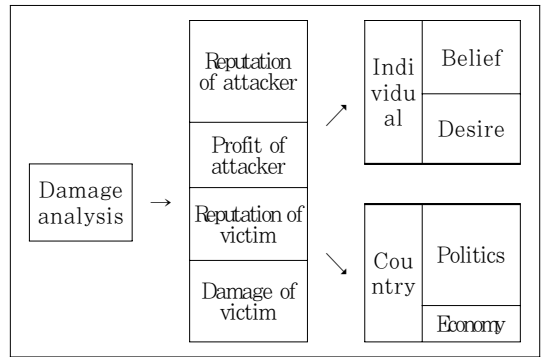 Damage
analysis
→
Reputation
of attacker
Profit of
attacker
Reputation of
victim
Damage of
victim
↗
↘
Indi
vidu
al
Belief
Desire
Cou
ntry
Politics
Economy